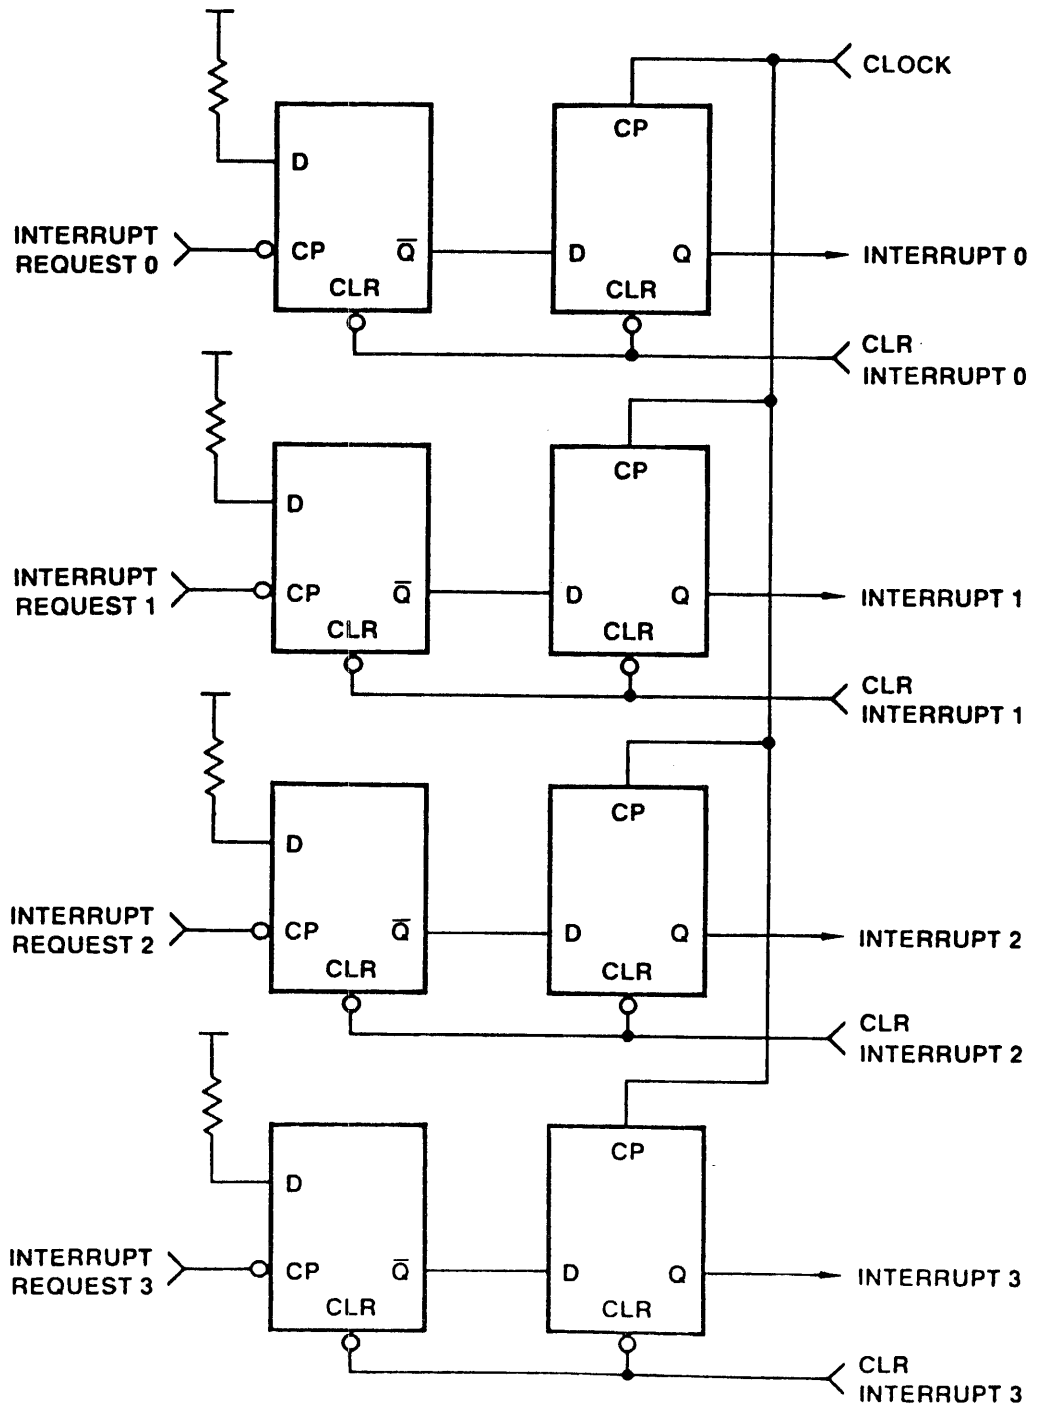 CLOCK
CP
D
INTERRUPT
REQUEST 0
CP
Q̅
CLR
D
Q
CLR
INTERRUPT 0
CLR
INTERRUPT 0
CP
D
INTERRUPT
REQUEST 1
CP
Q̅
CLR
D
Q
CLR
INTERRUPT 1
CLR
INTERRUPT 1
CP
D
INTERRUPT
REQUEST 2
CP
Q̅
CLR
D
Q
CLR
INTERRUPT 2
CLR
INTERRUPT 2
CP
D
INTERRUPT
REQUEST 3
CP
Q̅
CLR
D
Q
CLR
INTERRUPT 3
CLR
INTERRUPT 3